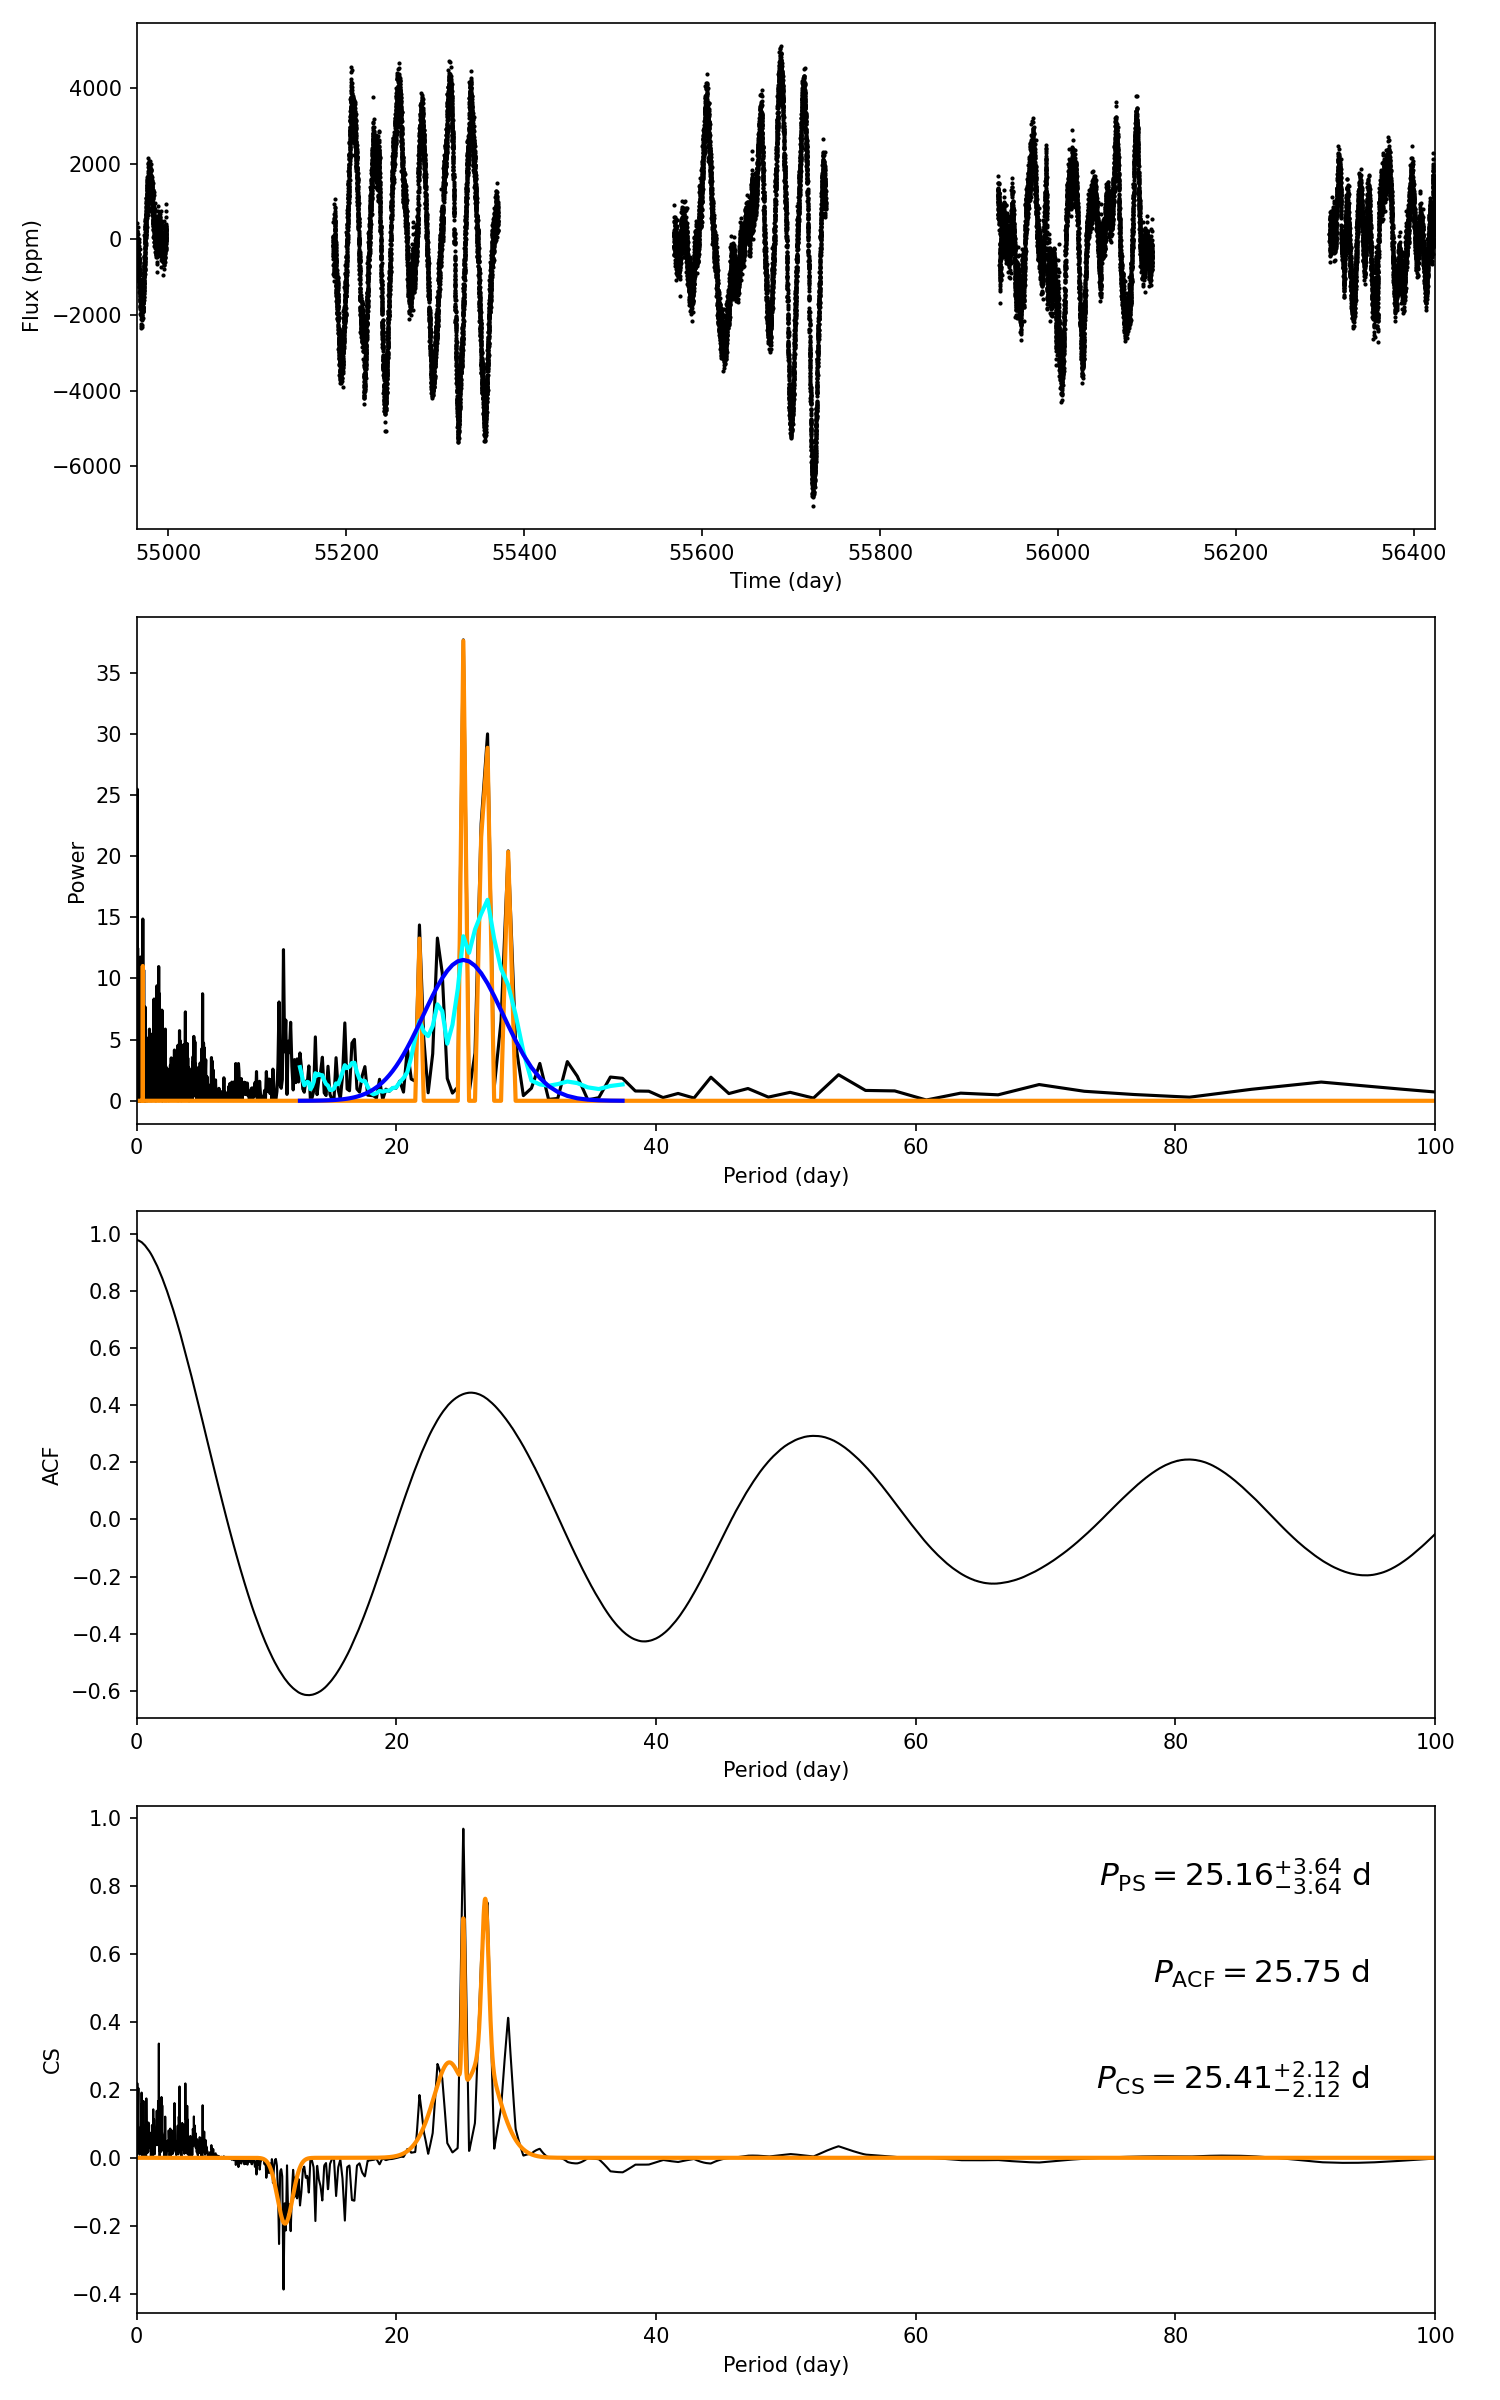 4000
2000
0
−2000
−4000
−6000
Flux (ppm)
55000 55200 55400 55600 55800 56000 56200 56400
Time (day)
35
30
25
20
15
10
5
0
Power
0 20 40 60 80 100
Period (day)
1.0
0.8
0.6
0.4
0.2
0.0
−0.2
−0.4
−0.6
ACF
0 20 40 60 80 100
Period (day)
1.0
0.8
0.6
0.4
0.2
0.0
−0.2
−0.4
CS
P_PS = 25.16^{+3.64}_{−3.64} d
P_ACF = 25.75 d
P_CS = 25.41^{+2.12}_{−2.12} d
0 20 40 60 80 100
Period (day)